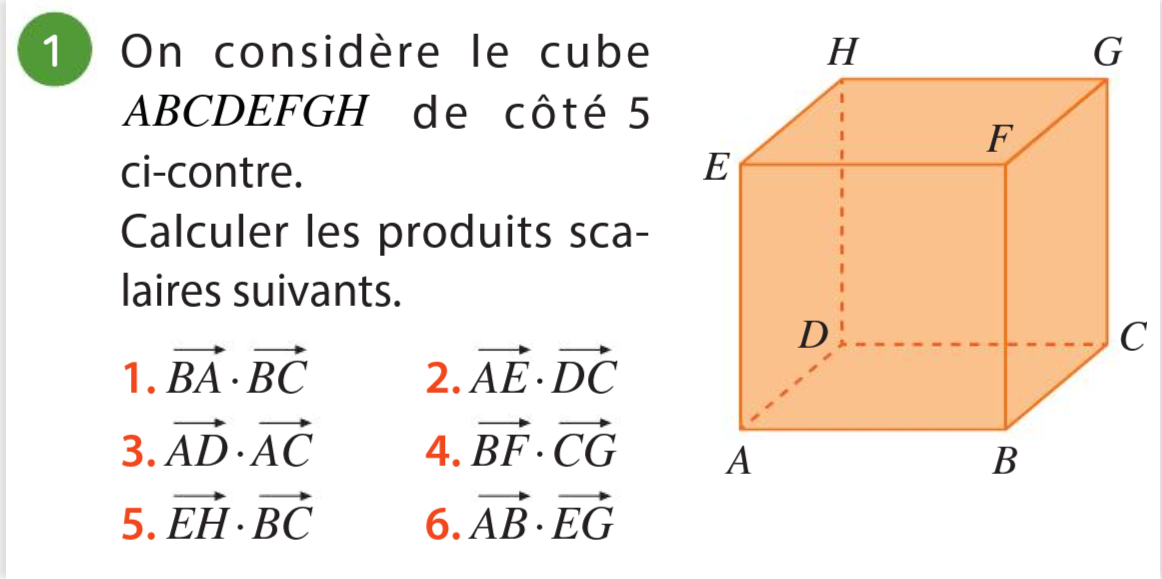 1 On considère le cube
ABCDEFGH de côté 5
ci-contre.
Calculer les produits sca-
laires suivants.
1. $\overrightarrow{BA} \cdot \overrightarrow{BC}$ 2. $\overrightarrow{AE} \cdot \overrightarrow{DC}$
3. $\overrightarrow{AD} \cdot \overrightarrow{AC}$ 4. $\overrightarrow{BF} \cdot \overrightarrow{CG}$
5. $\overrightarrow{EH} \cdot \overrightarrow{BC}$ 6. $\overrightarrow{AB} \cdot \overrightarrow{EG}$
H G
F
E
D C
A B